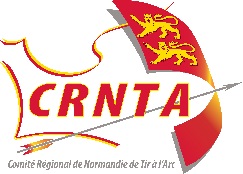 CRNTA
Comité Régional de Normandie de Tir à l'Arc